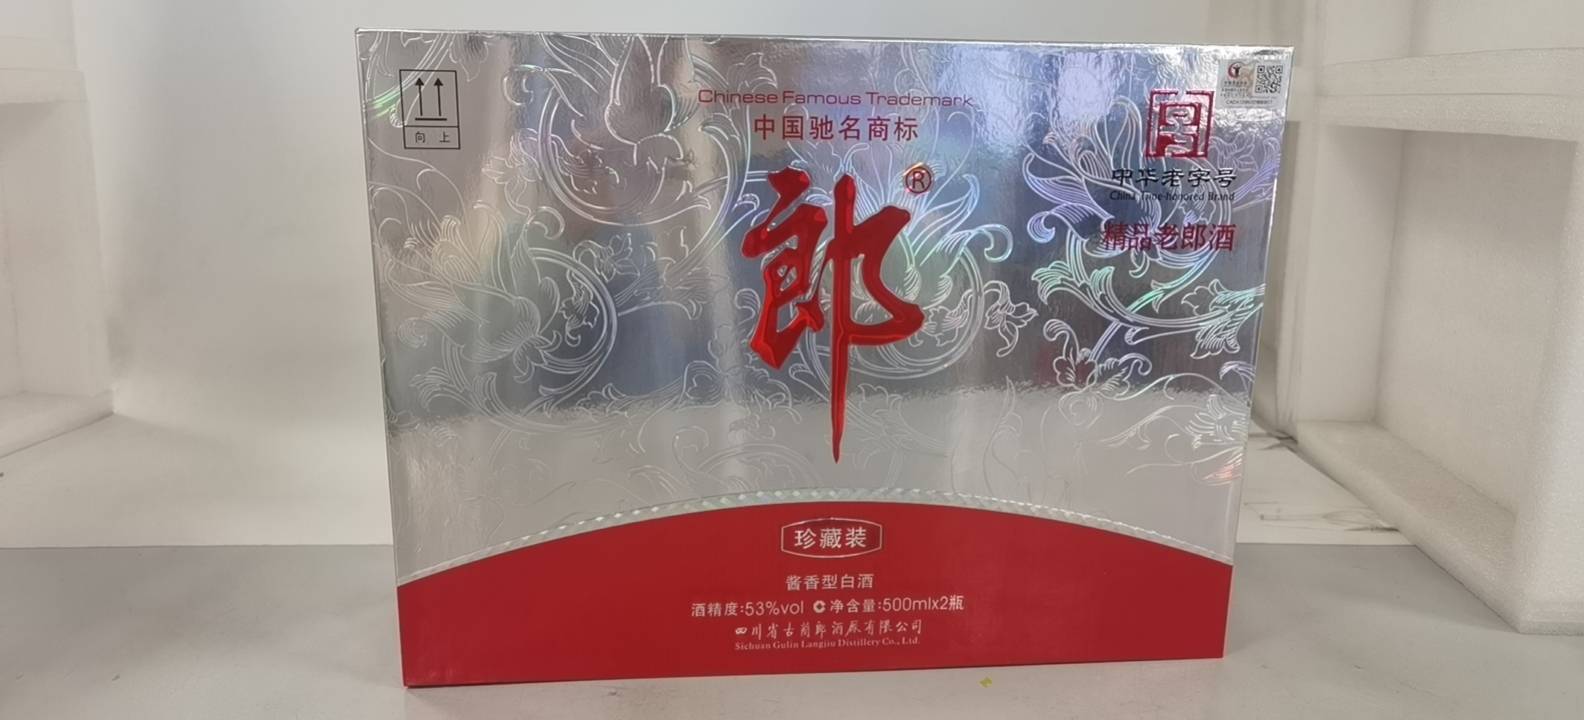 向 上
Chinese Famous Trademark
中国驰名商标
郎®
中华老字号
China Time-honored Brand
精品老郎酒
珍藏装
酱香型白酒
酒精度:53%vol 净含量:500mlx2瓶
四川省古蔺郎酒厂有限公司
Sichuan Gulin Langjiu Distillery Co., Ltd.